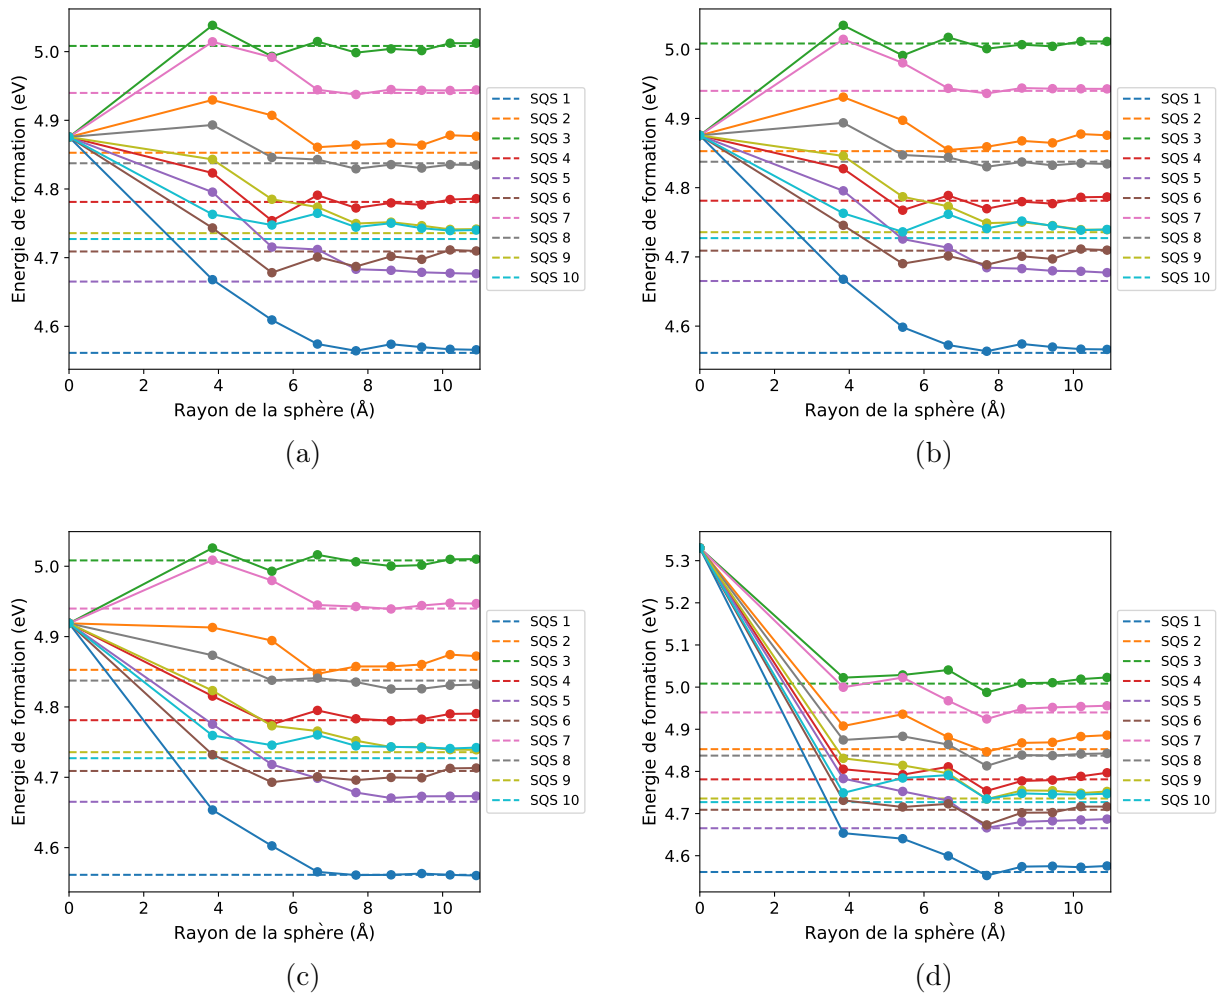 5.0
4.9
4.8
4.7
4.6
Energie de formation (eV)
0 2 4 6 8 10
Rayon de la sphère (Å)
SQS 1
SQS 2
SQS 3
SQS 4
SQS 5
SQS 6
SQS 7
SQS 8
SQS 9
SQS 10
(a)
5.0
4.9
4.8
4.7
4.6
Energie de formation (eV)
0 2 4 6 8 10
Rayon de la sphère (Å)
SQS 1
SQS 2
SQS 3
SQS 4
SQS 5
SQS 6
SQS 7
SQS 8
SQS 9
SQS 10
(b)
5.0
4.9
4.8
4.7
4.6
Energie de formation (eV)
0 2 4 6 8 10
Rayon de la sphère (Å)
SQS 1
SQS 2
SQS 3
SQS 4
SQS 5
SQS 6
SQS 7
SQS 8
SQS 9
SQS 10
(c)
5.3
5.2
5.1
5.0
4.9
4.8
4.7
4.6
Energie de formation (eV)
0 2 4 6 8 10
Rayon de la sphère (Å)
SQS 1
SQS 2
SQS 3
SQS 4
SQS 5
SQS 6
SQS 7
SQS 8
SQS 9
SQS 10
(d)